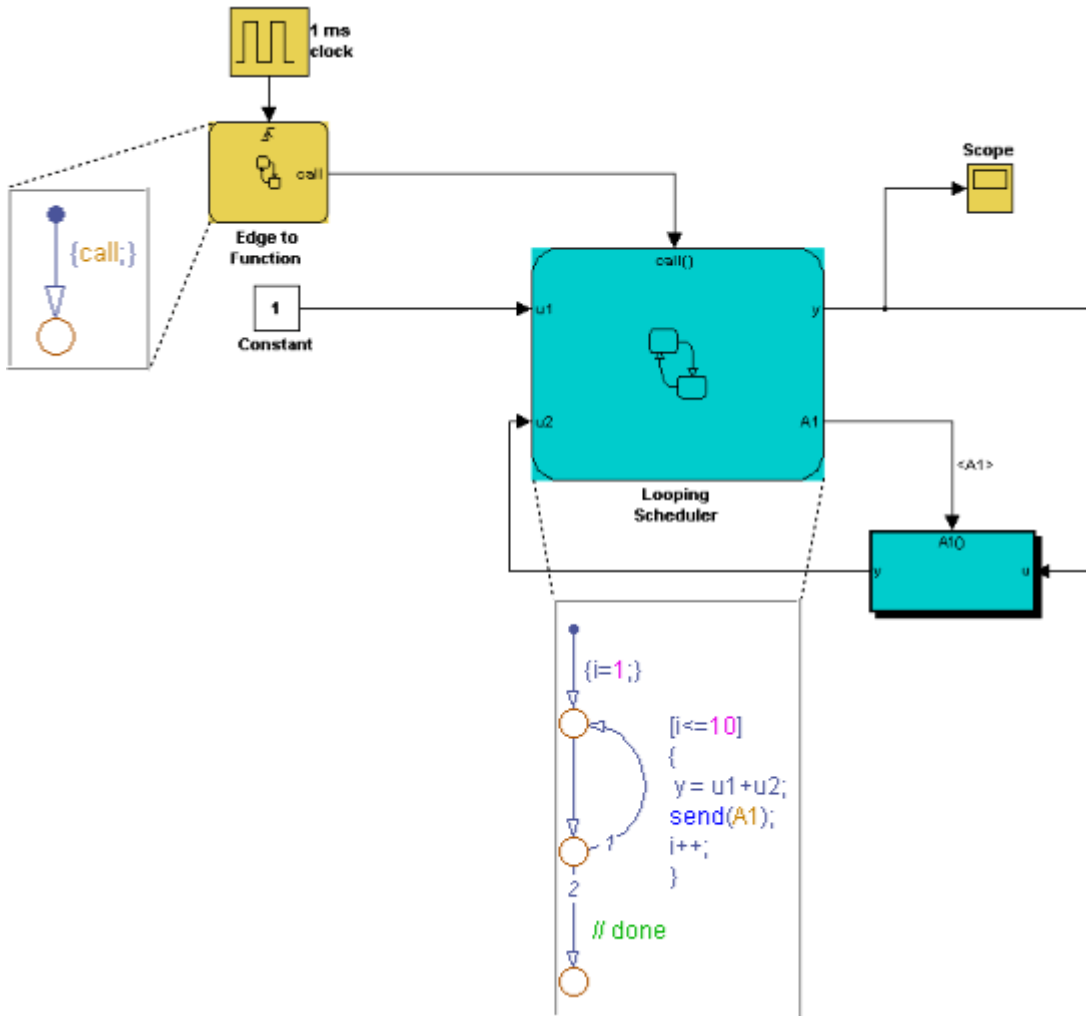 1 ms
clock
call
Edge to
Function
{call;}
1
Constant
Scope
call()
u1
y
u2
A1
<A1>
Looping
Scheduler
A1()
y
u
{i=1;}
[i<=10]
{
y = u1+u2;
send(A1);
i++;
}
1
2
// done